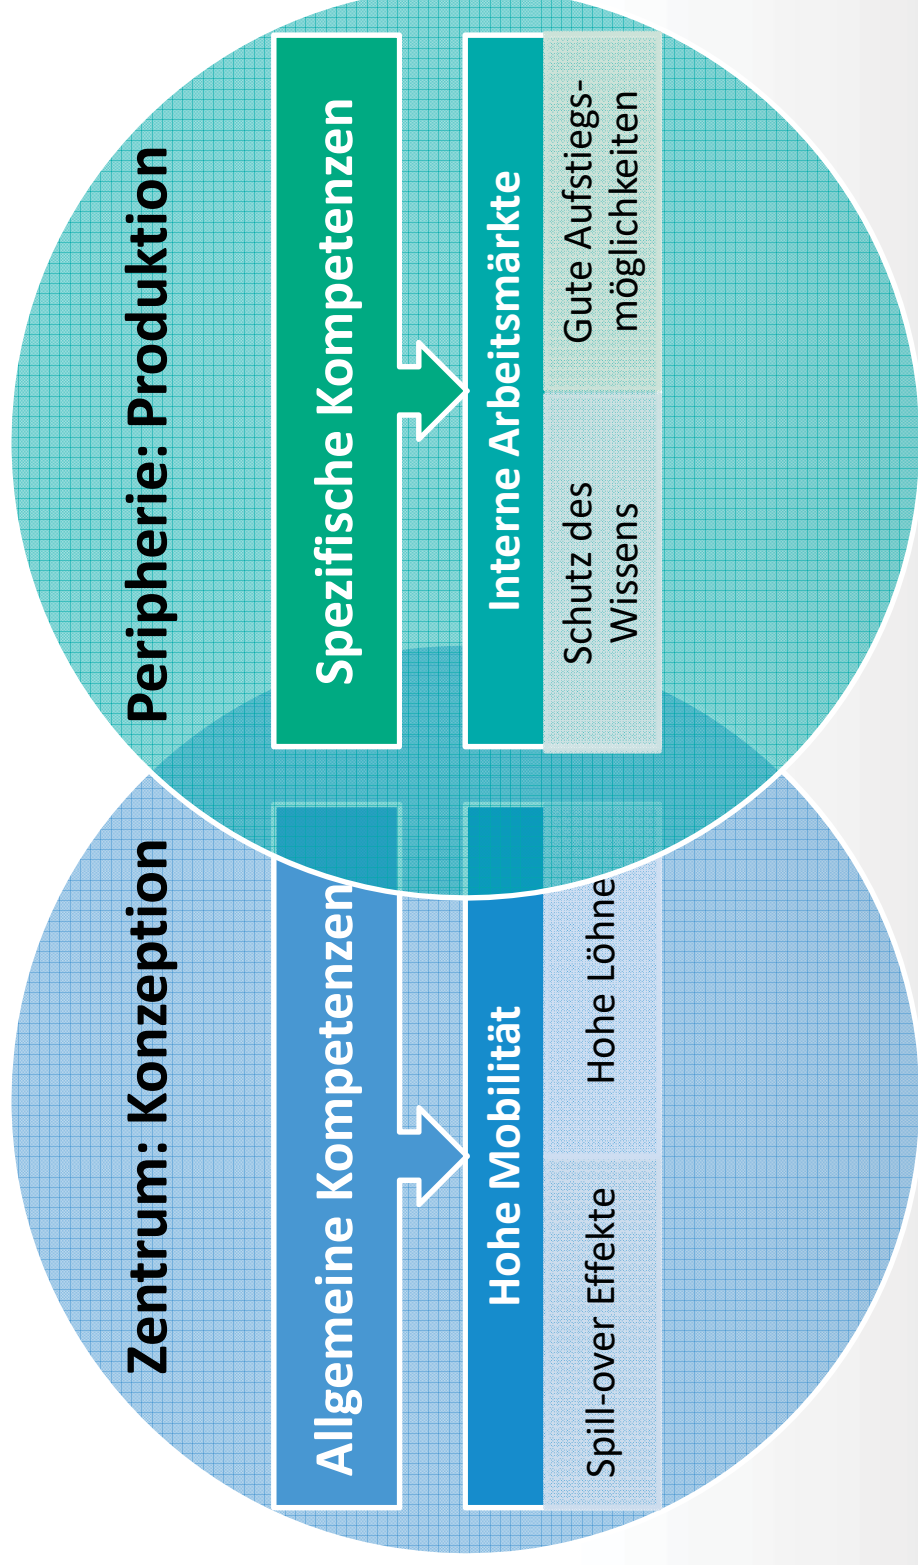 Zentrum: Konzeption
Allgemeine Kompetenzen
Hohe Mobilität
Spill-over Effekte
Hohe Löhne
Peripherie: Produktion
Spezifische Kompetenzen
Interne Arbeitsmärkte
Schutz des
Wissens
Gute Aufstiegs-
möglichkeiten